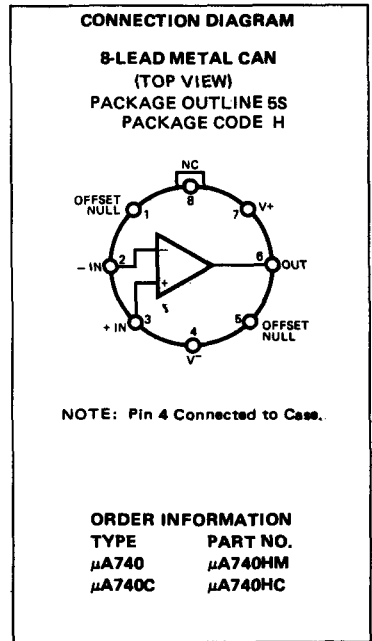 CONNECTION DIAGRAM
8-LEAD METAL CAN
(TOP VIEW)
PACKAGE OUTLINE 5S
PACKAGE CODE H
NC
8
OFFSET
NULL
1
7
V+
– IN
2
–
6
OUT
+
+ IN
3
4
V–
5
OFFSET
NULL
NOTE: Pin 4 Connected to Case.
ORDER INFORMATION
TYPE PART NO.
μA740 μA740HM
μA740C μA740HC